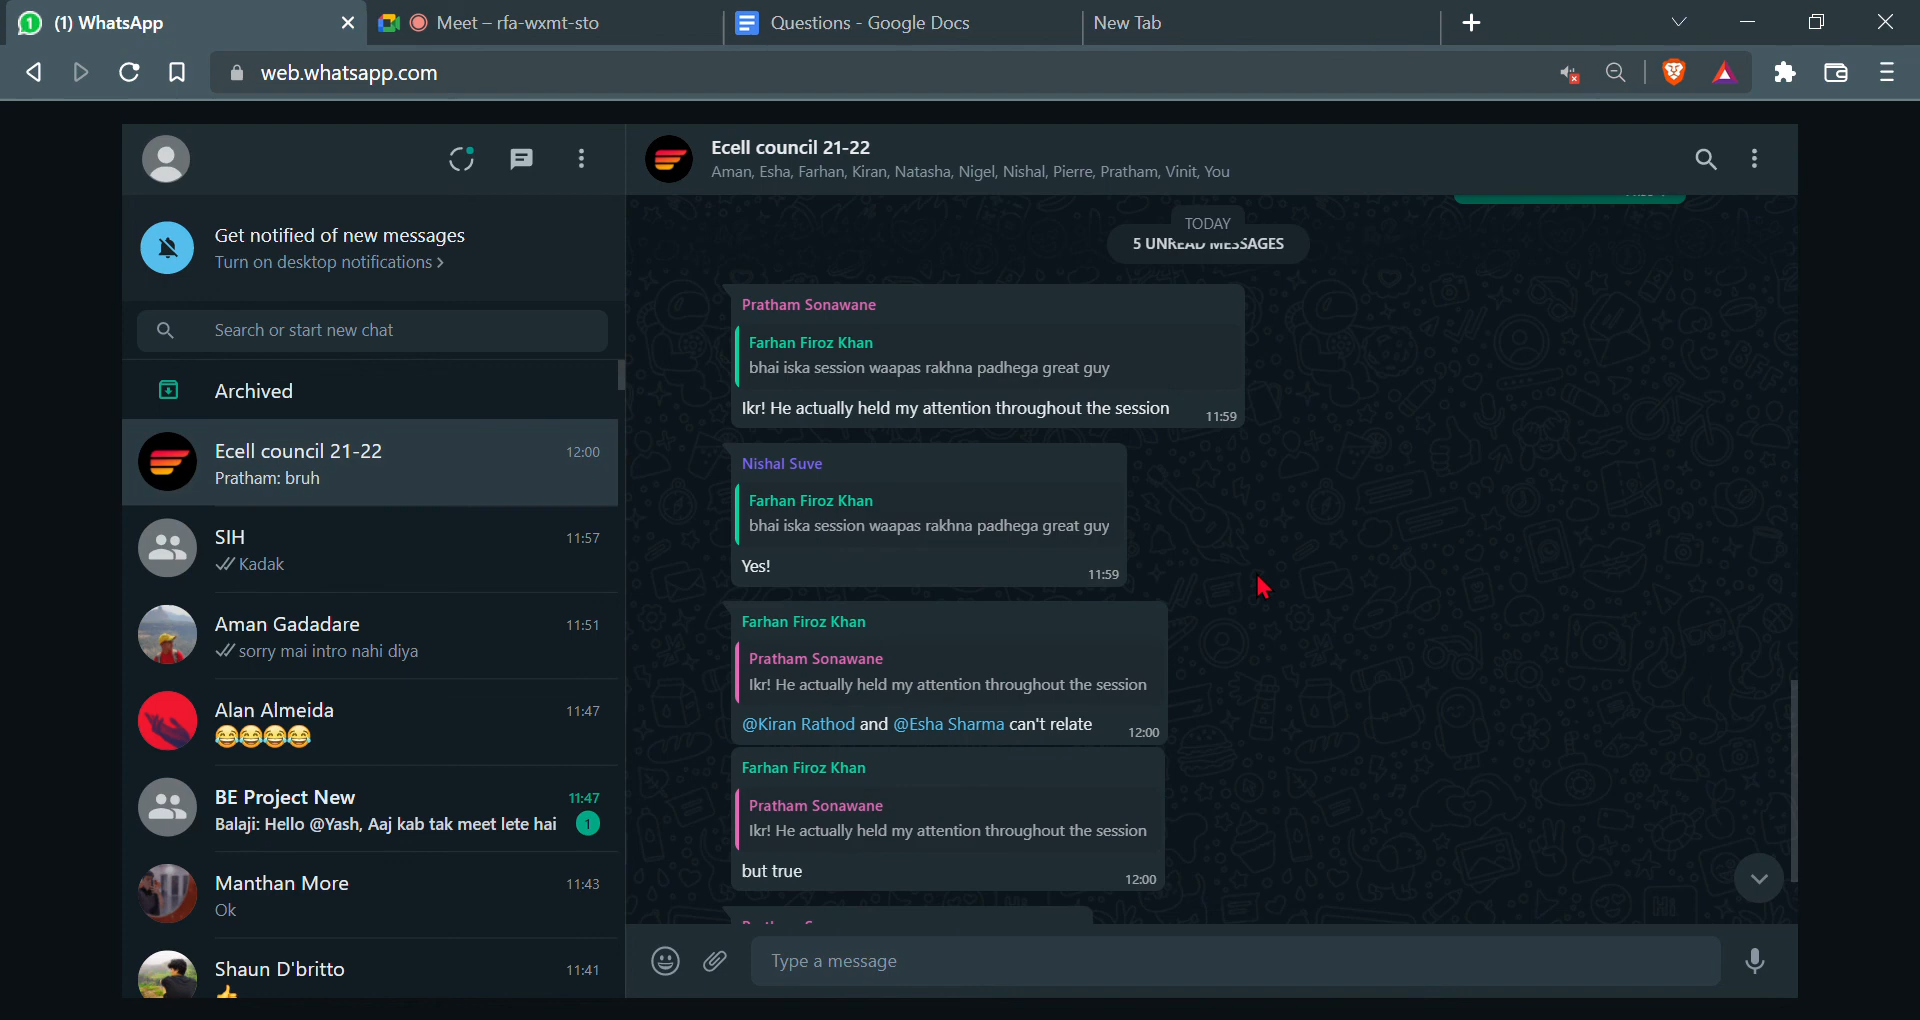 (1) WhatsApp
Meet – rfa-wxmt-sto
Questions - Google Docs
New Tab
web.whatsapp.com
Get notified of new messages
Turn on desktop notifications >
Search or start new chat
Archived
Ecell council 21-22 12:00
Pratham: bruh
SIH 11:57
Kadak
Aman Gadadare 11:51
sorry mai intro nahi diya
Alan Almeida 11:47
😂😂😂😂
BE Project New 11:47
Balaji: Hello @Yash, Aaj kab tak meet lete hai 1
Manthan More 11:43
Ok
Shaun D'britto 11:41
👍
Ecell council 21-22
Aman, Esha, Farhan, Kiran, Natasha, Nigel, Nishal, Pierre, Pratham, Vinit, You
TODAY
5 UNREAD MESSAGES
Pratham Sonawane
Farhan Firoz Khan
bhai iska session waapas rakhna padhega great guy
Ikr! He actually held my attention throughout the session 11:59
Nishal Suve
Farhan Firoz Khan
bhai iska session waapas rakhna padhega great guy
Yes! 11:59
Farhan Firoz Khan
Pratham Sonawane
Ikr! He actually held my attention throughout the session
@Kiran Rathod and @Esha Sharma can't relate 12:00
Farhan Firoz Khan
Pratham Sonawane
Ikr! He actually held my attention throughout the session
but true 12:00
Type a message